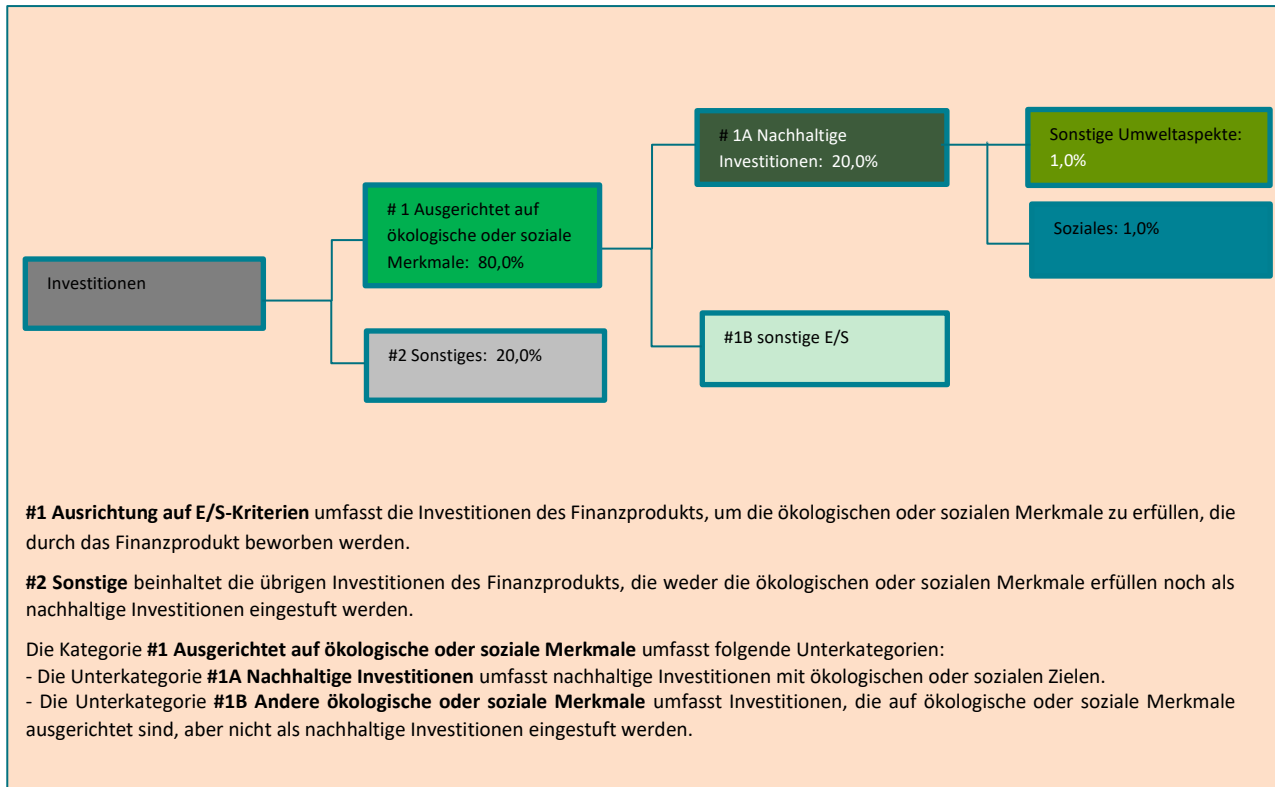 # 1A Nachhaltige
Investitionen:  20,0%
Sonstige Umweltaspekte:
1,0%
# 1 Ausgerichtet auf
ökologische oder soziale
Merkmale:  80,0%
Soziales: 1,0%
Investitionen
#2 Sonstiges:  20,0%
#1B sonstige E/S
#1 Ausrichtung auf E/S-Kriterien umfasst die Investitionen des Finanzprodukts, um die ökologischen oder sozialen Merkmale zu erfüllen, die
durch das Finanzprodukt beworben werden.
#2 Sonstige beinhaltet die übrigen Investitionen des Finanzprodukts, die weder die ökologischen oder sozialen Merkmale erfüllen noch als
nachhaltige Investitionen eingestuft werden.
Die Kategorie #1 Ausgerichtet auf ökologische oder soziale Merkmale umfasst folgende Unterkategorien:
- Die Unterkategorie #1A Nachhaltige Investitionen umfasst nachhaltige Investitionen mit ökologischen oder sozialen Zielen.
- Die Unterkategorie #1B Andere ökologische oder soziale Merkmale umfasst Investitionen, die auf ökologische oder soziale Merkmale
ausgerichtet sind, aber nicht als nachhaltige Investitionen eingestuft werden.